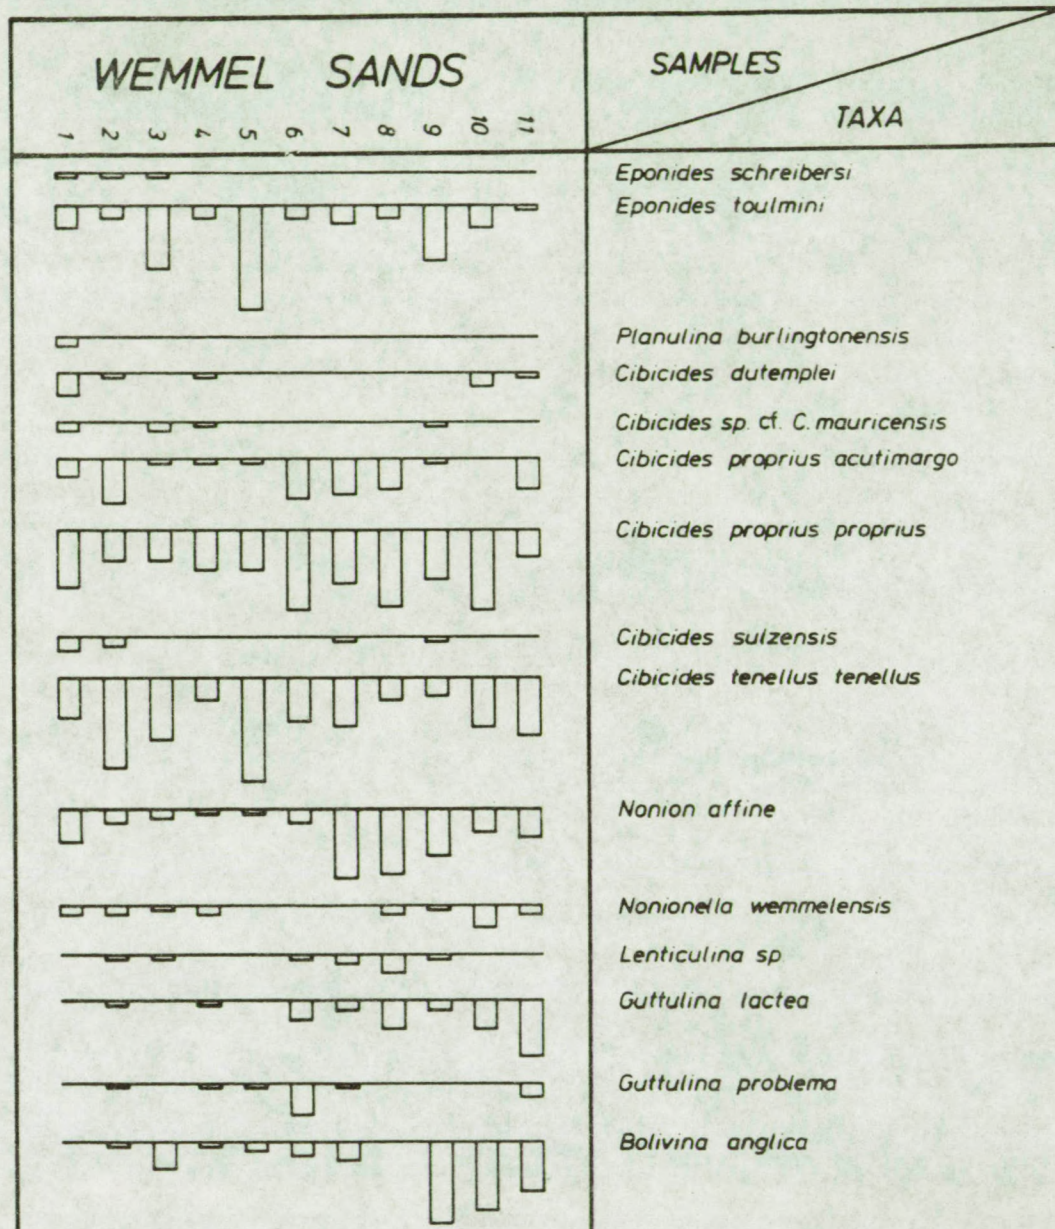 WEMMEL SANDS
SAMPLES
TAXA
1 2 3 4 5 6 7 8 9 10 11
Eponides schreibersi
Eponides toulmini
Planulina burlingtonensis
Cibicides dutemplei
Cibicides sp. cf. C. mauricensis
Cibicides proprius acutimargo
Cibicides proprius proprius
Cibicides sulzensis
Cibicides tenellus tenellus
Nonion affine
Nonionella wemmelensis
Lenticulina sp
Guttulina lactea
Guttulina problema
Bolivina anglica